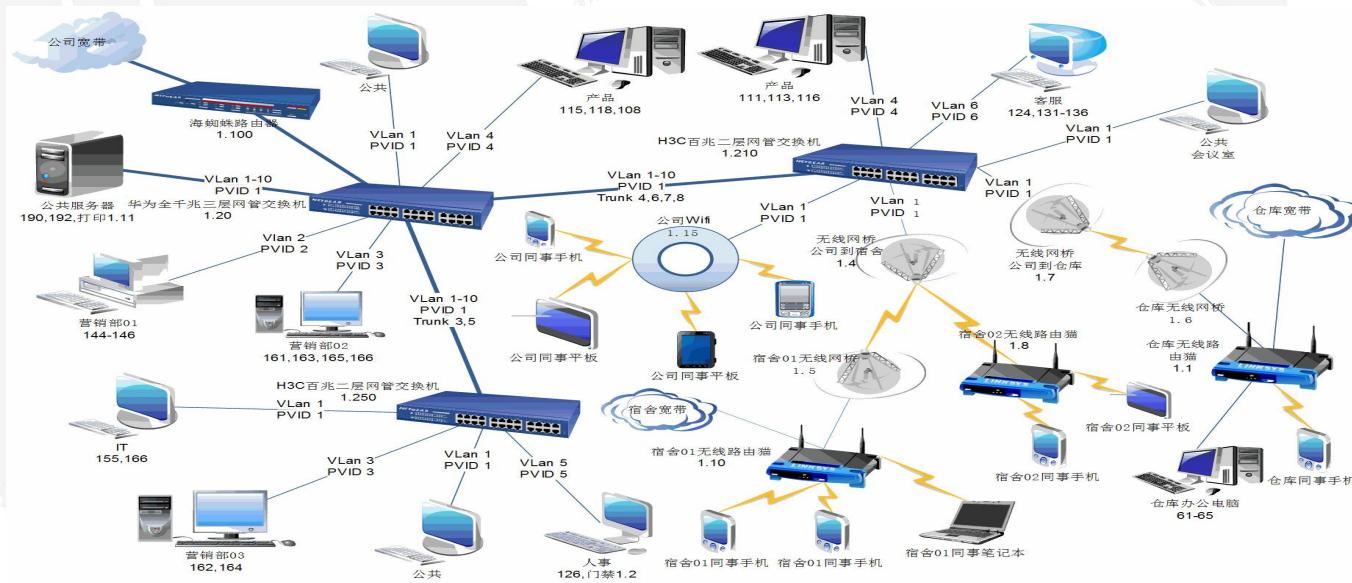 公司宽带
海蜘蛛路由器
1.100
公共
VLan 1
PVID 1
产品
115,118,108
VLan 4
PVID 4
产品
111,113,116
VLan 4
PVID 4
VLan 6
PVID 6
客服
124,131-136
公共
会议室
VLan 1
PVID 1
H3C百兆二层网管交换机
1.210
VLan 1-10
PVID 1
公共服务器
190,192,打印1.11
华为全千兆三层网管交换机
1.20
VLan 1-10
PVID 1
Trunk 4,6,7,8
VLan 1
PVID 1
VLan 1
PVID 1
VLan 1
PVID 1
仓库宽带
公司Wifi
1.15
公司同事手机
公司同事平板
公司同事手机
公司同事平板
无线网桥
公司到宿舍
1.4
无线网桥
公司到仓库
1.7
仓库无线网桥
1.6
仓库无线路
由猫
1.1
VLan 2
PVID 2
营销部01
144-146
VLan 3
PVID 3
营销部02
161,163,165,166
VLan 1-10
PVID 1
Trunk 3,5
宿舍01无线网桥
1.5
宿舍02无线路由猫
1.8
LINKSYS
LINKSYS
宿舍02同事平板
宿舍02同事手机
H3C百兆二层网管交换机
1.250
VLan 1
PVID 1
IT
155,166
VLan 3
PVID 3
营销部03
162,164
VLan 1
PVID 1
公共
VLan 5
PVID 5
人事
126,门禁1.2
宿舍宽带
宿舍01无线路由猫
1.10
LINKSYS
宿舍01同事手机
宿舍01同事手机
宿舍01同事笔记本
仓库办公电脑
61-65
仓库同事手机